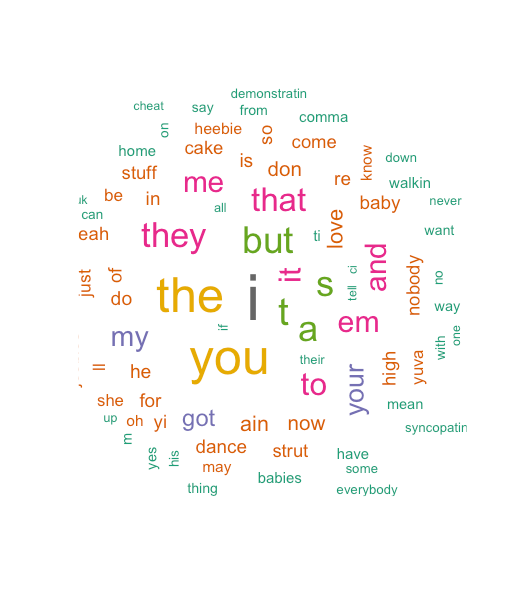 demonstratin
cheat
say
from
comma
on
heebie
so
come
home
cake
is
don
know
down
stuff
me
re
walkin
be
in
that
baby
never
can
all
love
eah
they
but
ti
want
just
of
do
the
i
it
s
tell
ci
and
nobody
no
way
t
a
em
if
my
you
their
with
one
ll
he
to
your
high
yuva
she
for
mean
up
oh
yi
got
ain
now
syncopatin
m
yes
his
dance
strut
have
may
some
thing
babies
everybody